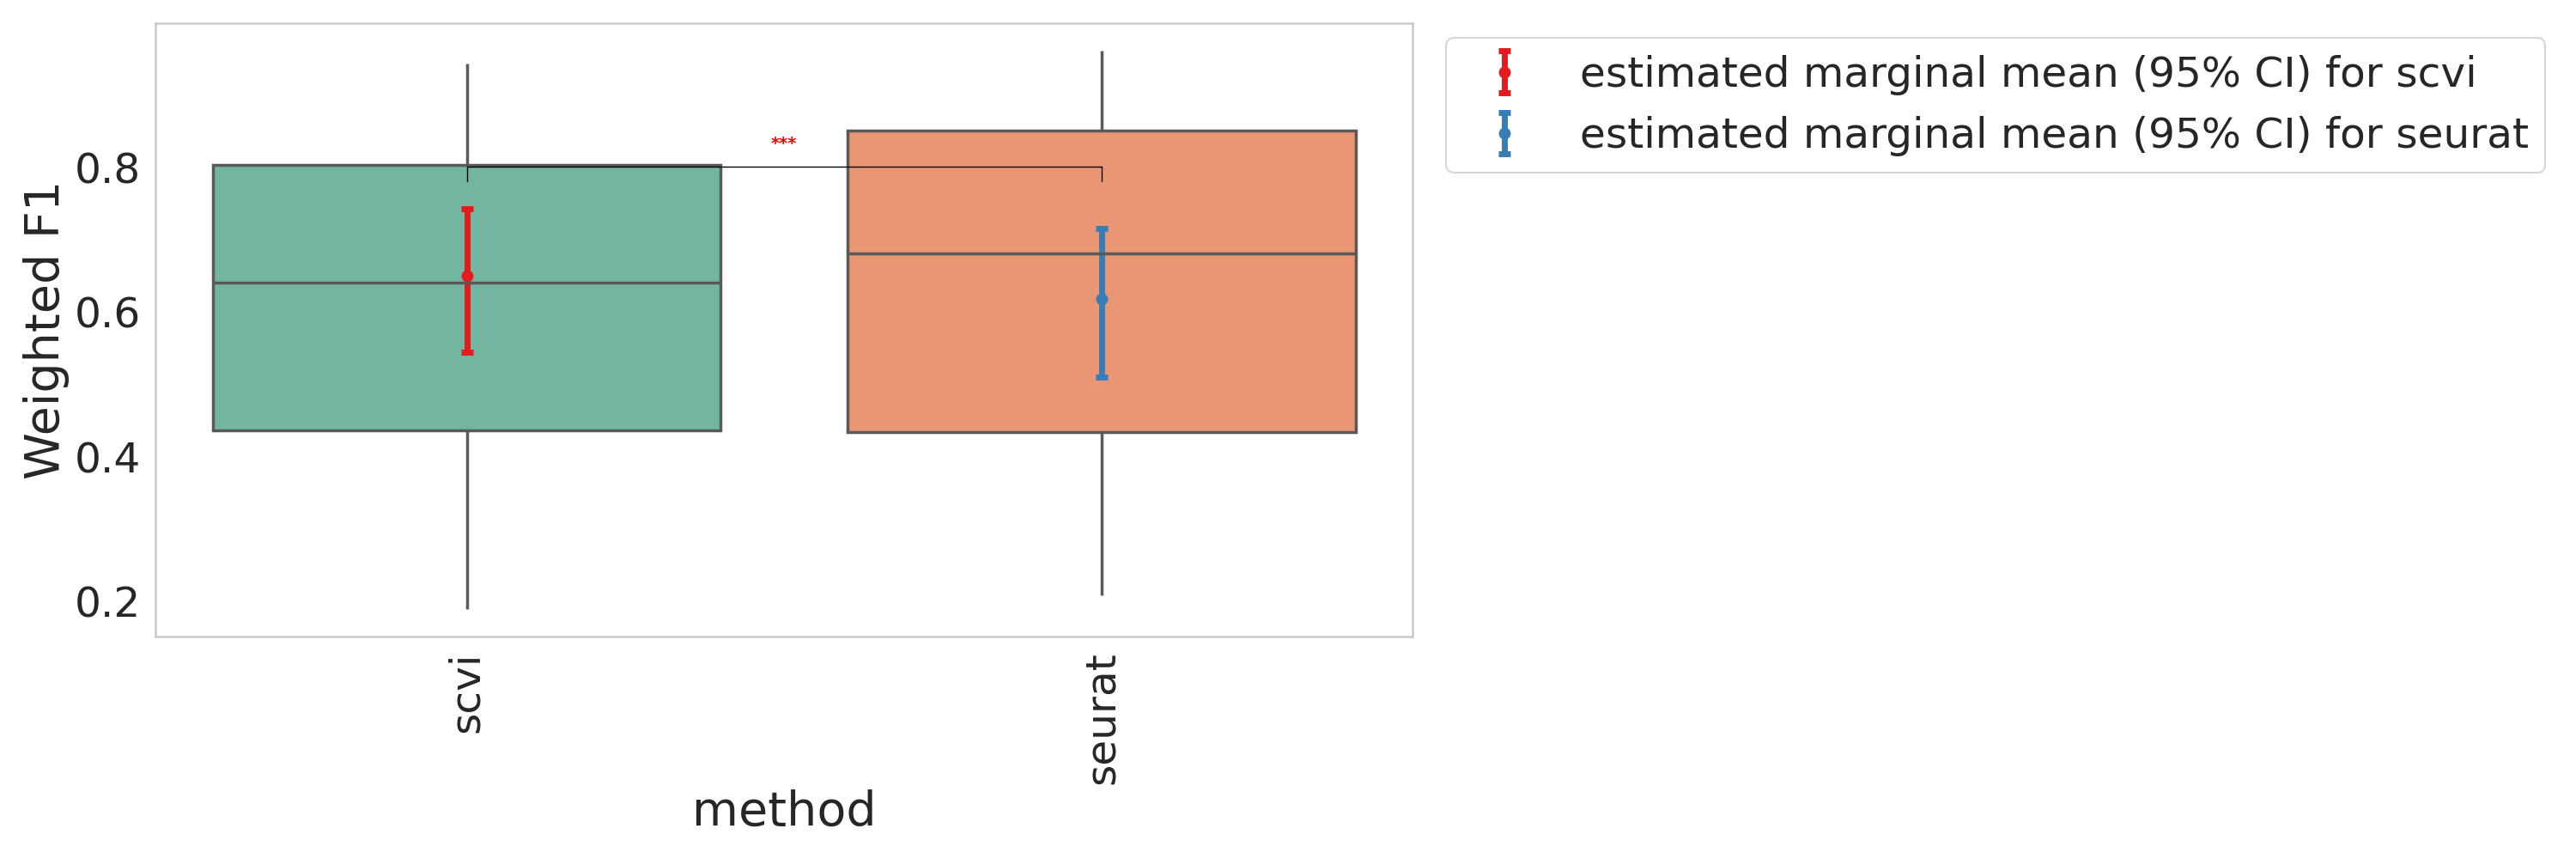 Weighted F1
0.8
0.6
0.4
0.2
***
scvi
seurat
method
estimated marginal mean (95% CI) for scvi
estimated marginal mean (95% CI) for seurat